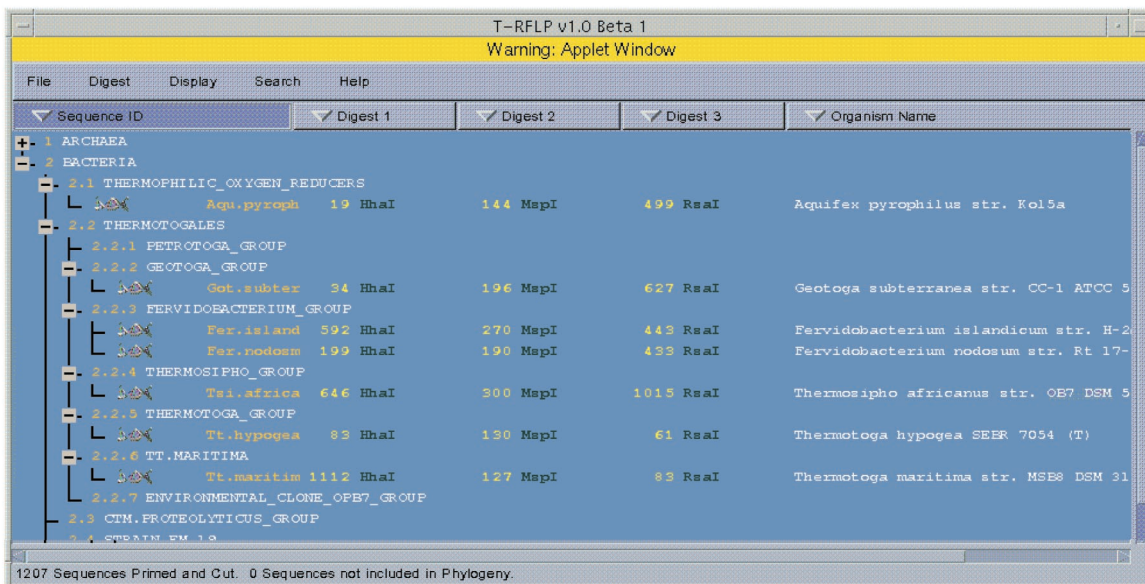 T-RFLP v1.0 Beta 1
Warning: Applet Window
File Digest Display Search Help
Sequence ID Digest 1 Digest 2 Digest 3 Organism Name
1 ARCHAEA
2 BACTERIA
2.1 THERMOPHILIC_OXYGEN_REDUCERS
Aqu.pyroph 19 HhaI 144 MspI 499 RsaI Aquifex pyrophilus str. Kol5a
2.2 THERMOTOGALES
2.2.1 PETROTOGA_GROUP
2.2.2 GEOTOGA_GROUP
Got.subter 34 HhaI 196 MspI 627 RsaI Geotoga subterranea str. CC-1 ATCC 5
2.2.3 FERVIDOBACTERIUM_GROUP
Fer.island 592 HhaI 270 MspI 443 RsaI Fervidobacterium islandicum str. H-2
Fer.nodosm 199 HhaI 190 MspI 433 RsaI Fervidobacterium nodosum str. Rt 17-
2.2.4 THERMOSIPHO_GROUP
Tsi.africa 646 HhaI 300 MspI 1015 RsaI Thermosipho africanus str. OB7 DSM 5
2.2.5 THERMOTOGA_GROUP
Tt.hypogea 83 HhaI 130 MspI 61 RsaI Thermotoga hypogea SEBR 7054 (T)
2.2.6 TT.MARITIMA
Tt.maritim 1112 HhaI 127 MspI 83 RsaI Thermotoga maritima str. MSB8 DSM 31
2.2.7 ENVIRONMENTAL_CLONE_OPB7_GROUP
2.3 CTM.PROTEOLYTICUS_GROUP
2.4 STRAIN EM 19
1207 Sequences Primed and Cut. 0 Sequences not included in Phylogeny.